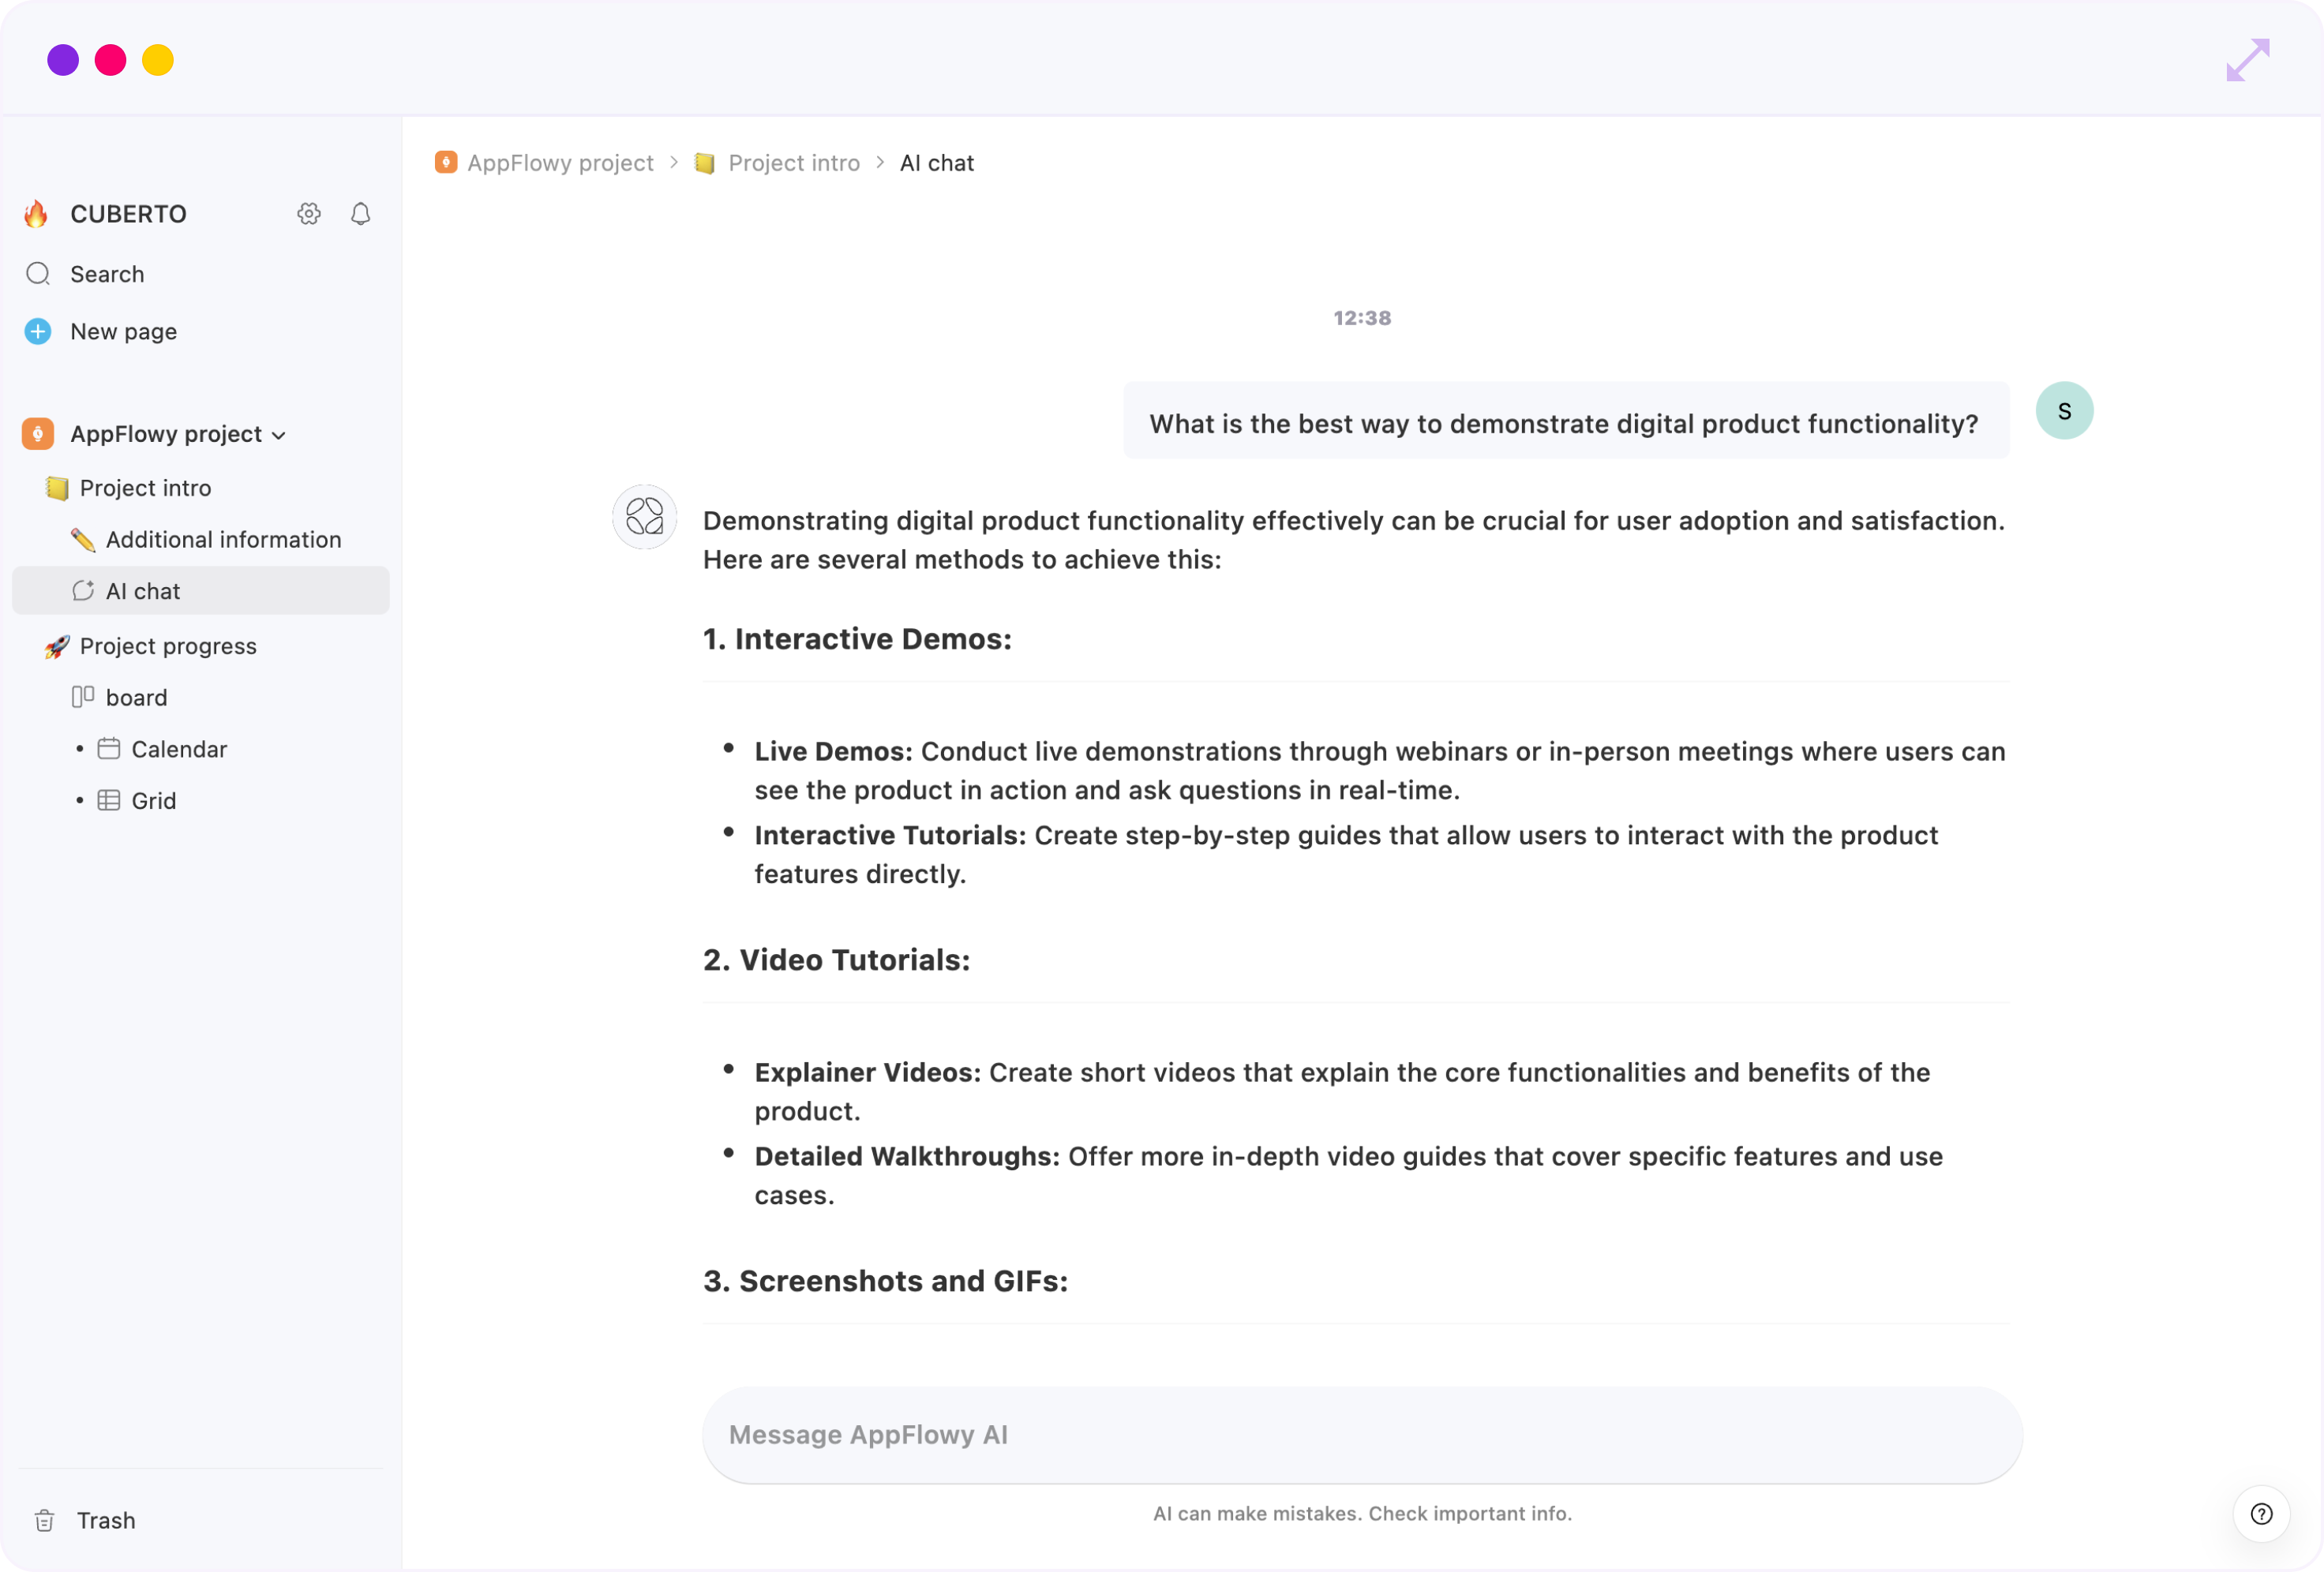 CUBERTO
Search
New page
AppFlowy project
Project intro
Additional information
AI chat
Project progress
board
• Calendar
• Grid
Trash
AppFlowy project > Project intro > AI chat
12:38
What is the best way to demonstrate digital product functionality?
S
Demonstrating digital product functionality effectively can be crucial for user adoption and satisfaction.
Here are several methods to achieve this:
1. Interactive Demos:
• Live Demos: Conduct live demonstrations through webinars or in-person meetings where users can
see the product in action and ask questions in real-time.
• Interactive Tutorials: Create step-by-step guides that allow users to interact with the product
features directly.
2. Video Tutorials:
• Explainer Videos: Create short videos that explain the core functionalities and benefits of the
product.
• Detailed Walkthroughs: Offer more in-depth video guides that cover specific features and use
cases.
3. Screenshots and GIFs:
Message AppFlowy AI
AI can make mistakes. Check important info.
?